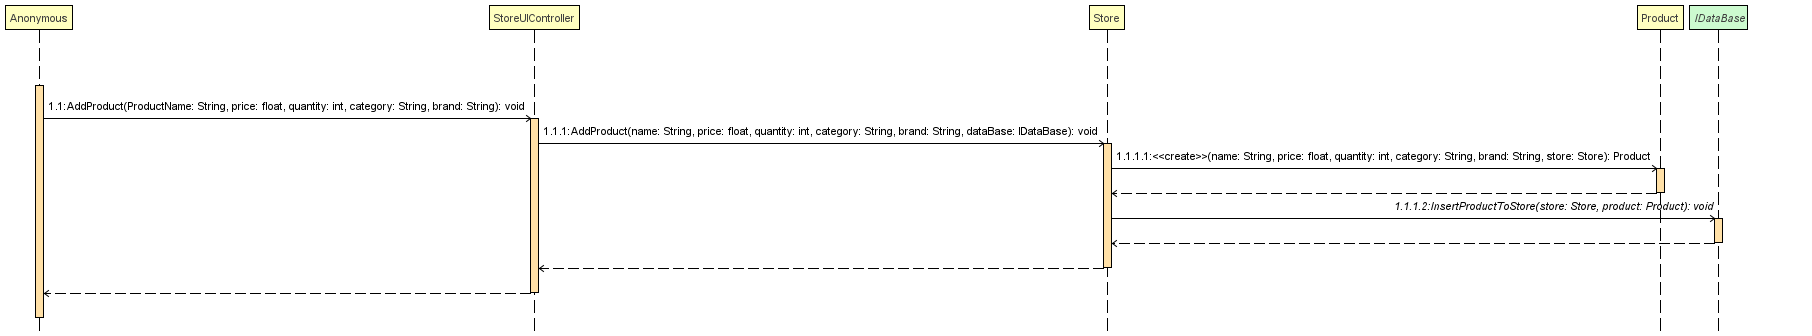 Anonymous
StoreUIController
Store
Product
IDataBase
1.1:AddProduct(ProductName: String, price: float, quantity: int, category: String, brand: String): void
1.1.1:AddProduct(name: String, price: float, quantity: int, category: String, brand: String, dataBase: IDataBase): void
1.1.1.1:<<create>>(name: String, price: float, quantity: int, category: String, brand: String, store: Store): Product
1.1.1.2:InsertProductToStore(store: Store, product: Product): void